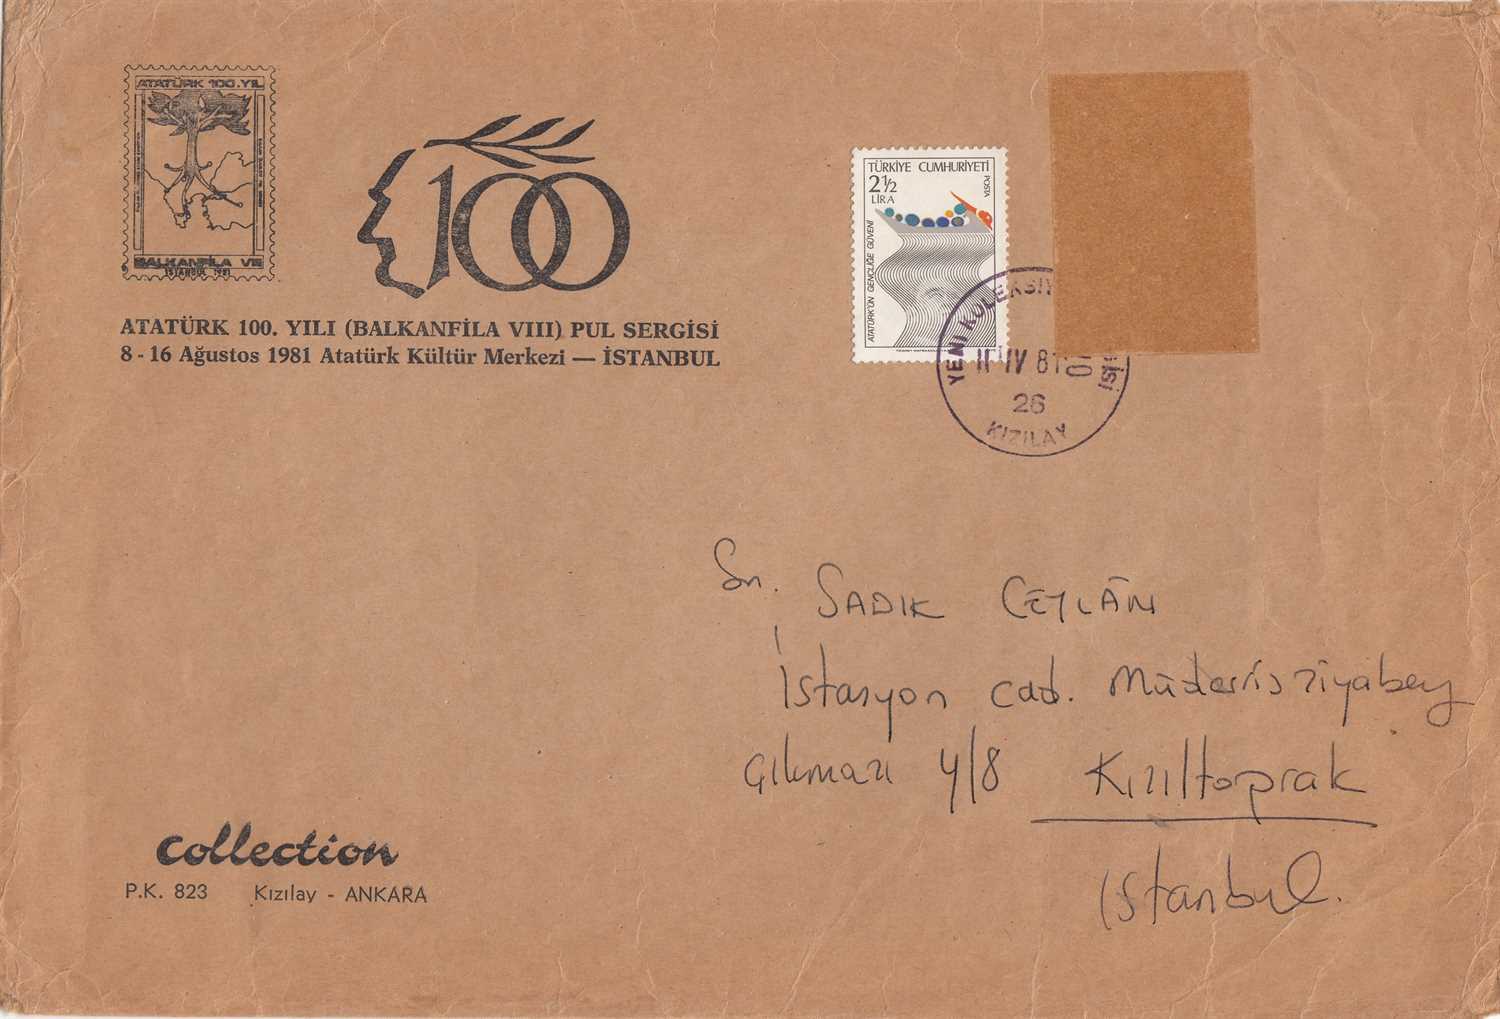 ATATÜRK 100. YIL
BALKANFİLA VIII
İSTANBUL 1981
100
ATATÜRK 100. YILI (BALKANFİLA VIII) PUL SERGİSİ
8 - 16 Ağustos 1981 Atatürk Kültür Merkezi — İSTANBUL
TÜRKİYE CUMHURİYETİ
2½
LİRA
POSTA
ATATÜRK'ÜN GENÇLİĞE GÜVENİ
YENİ KOLEKSİY
81
26
KIZILAY
Sn. SADIK CEYLÂN
İstasyon cad. Müderris ziyabey
çıkmazı 4/8 Kızıltoprak
İstanbul.
collection
P.K. 823 Kızılay - ANKARA